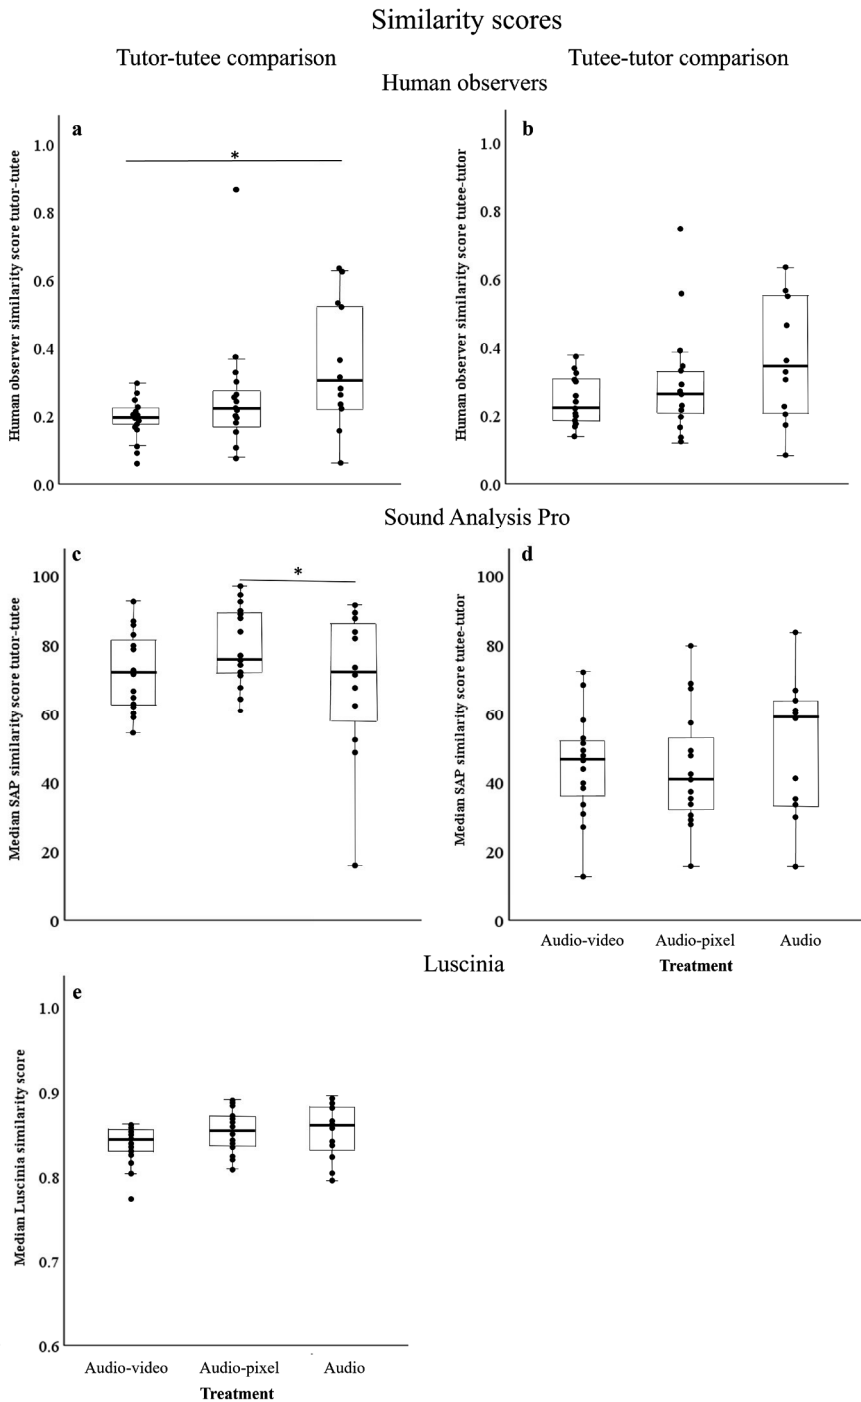 Similarity scores
Tutor-tutee comparison
Tutee-tutor comparison
Human observers
a
*
Human observer similarity score tutor-tutee
1.0
0.8
0.6
0.4
0.2
0.0
b
Human observer similarity score tutee-tutor
1.0
0.8
0.6
0.4
0.2
0.0
Sound Analysis Pro
c
*
Median SAP similarity score tutor-tutee
100
80
60
40
20
0
d
Median SAP similarity score tutee-tutor
100
80
60
40
20
0
Audio-video Audio-pixel Audio
Treatment
Luscinia
e
Median Luscinia similarity score
1.0
0.9
0.8
0.7
0.6
Audio-video Audio-pixel Audio
Treatment